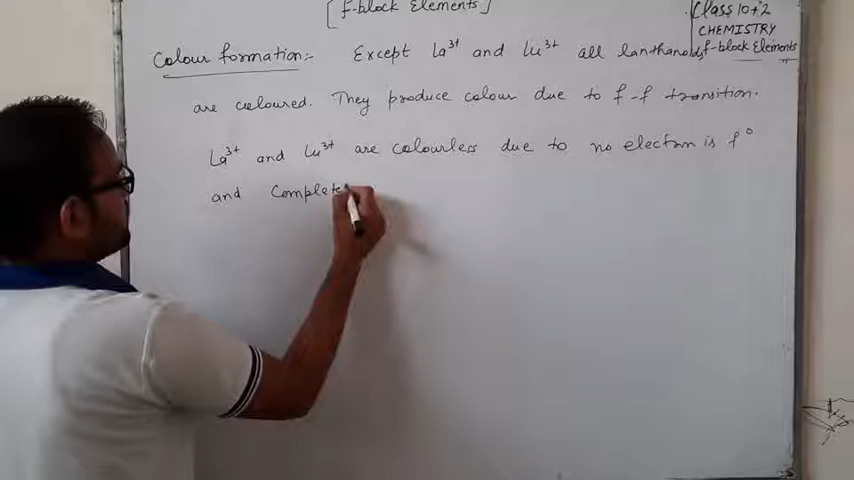 [f-block Elements]
Class 10+2
CHEMISTRY
f-block Elements
Colour formation:- Except La³⁺ and Lu³⁺ all lanthanoids
are coloured. They produce colour due to f-f transition.
La³⁺ and Lu³⁺ are colourless due to no electron is f⁰
and Complete